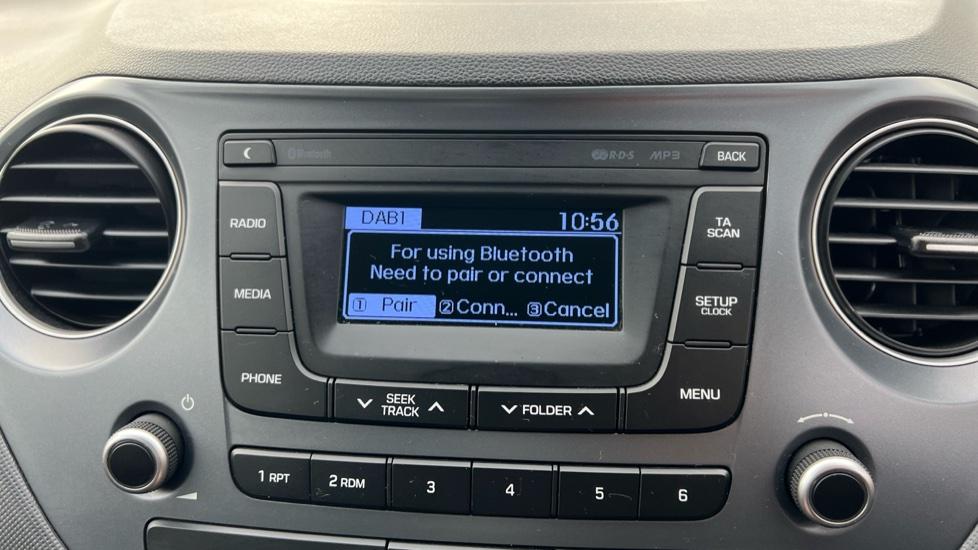 Bluetooth
R·D·S
MP3
BACK
RADIO
MEDIA
PHONE
DAB1
10:56
For using Bluetooth
Need to pair or connect
1 Pair
2 Conn...
3 Cancel
TA
SCAN
SETUP
CLOCK
MENU
SEEK
TRACK
FOLDER
1 RPT
2 RDM
3
4
5
6